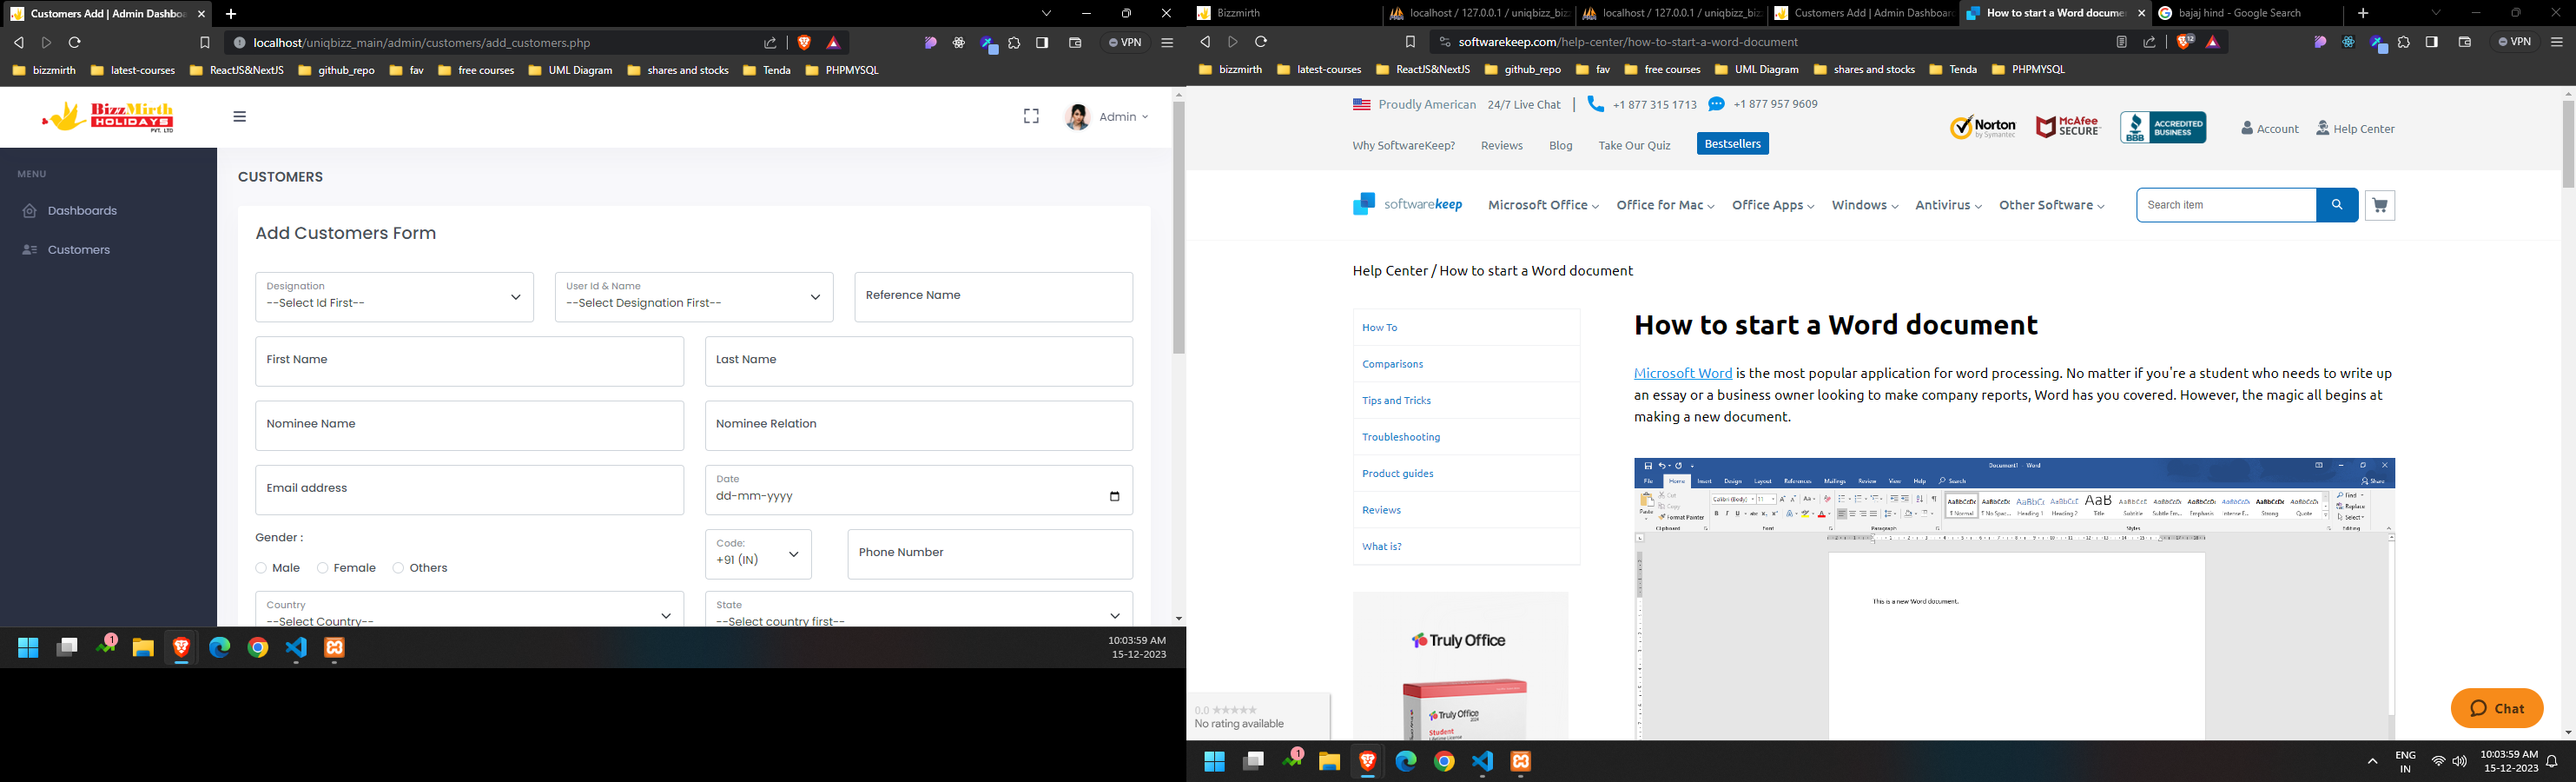 Customers Add | Admin Dashboa
localhost/uniqbizz_main/admin/customers/add_customers.php
VPN
bizzmirth
latest-courses
ReactJS&NextJS
github_repo
fav
free courses
UML Diagram
shares and stocks
Tenda
PHPMYSQL
BizzMirth
HOLIDAYS
PVT. LTD
Admin
MENU
Dashboards
Customers
CUSTOMERS
Add Customers Form
Designation
--Select Id First--
User Id & Name
--Select Designation First--
Reference Name
First Name
Last Name
Nominee Name
Nominee Relation
Email address
Date
dd-mm-yyyy
Gender :
Male
Female
Others
Code:
+91 (IN)
Phone Number
Country
--Select Country--
State
--Select country first--
1
10:03:59 AM
15-12-2023
Bizzmirth
localhost / 127.0.0.1 / uniqbizz_biz
localhost / 127.0.0.1 / uniqbizz_biz
Customers Add | Admin Dashboar
How to start a Word documen
bajaj hind - Google Search
softwarekeep.com/help-center/how-to-start-a-word-document
12
VPN
bizzmirth
latest-courses
ReactJS&NextJS
github_repo
fav
free courses
UML Diagram
shares and stocks
Tenda
PHPMYSQL
Proudly American
24/7 Live Chat
+1 877 315 1713
+1 877 957 9609
Why SoftwareKeep?
Reviews
Blog
Take Our Quiz
Bestsellers
Norton
by Symantec
McAfee
SECURE
BBB
ACCREDITED
BUSINESS
Account
Help Center
softwarekeep
Microsoft Office
Office for Mac
Office Apps
Windows
Antivirus
Other Software
Search item
Help Center / How to start a Word document
How To
Comparisons
Tips and Tricks
Troubleshooting
Product guides
Reviews
What is?
How to start a Word document
Microsoft Word is the most popular application for word processing. No matter if you're a student who needs to write up
an essay or a business owner looking to make company reports, Word has you covered. However, the magic all begins at
making a new document.
Document1 - Word
File
Home
Insert
Design
Layout
References
Mailings
Review
View
Help
Search
Share
Paste
Cut
Copy
Format Painter
Clipboard
Calibri (Body)
11
Font
Paragraph
¶ Normal
¶ No Spac...
Heading 1
Heading 2
Title
Subtitle
Subtle Em...
Emphasis
Intense E...
Strong
Quote
Styles
Find
Replace
Select
Editing
This is a new Word document.
Truly Office
Truly Office
Student
0.0
No rating available
Chat
1
ENG
IN
10:03:59 AM
15-12-2023